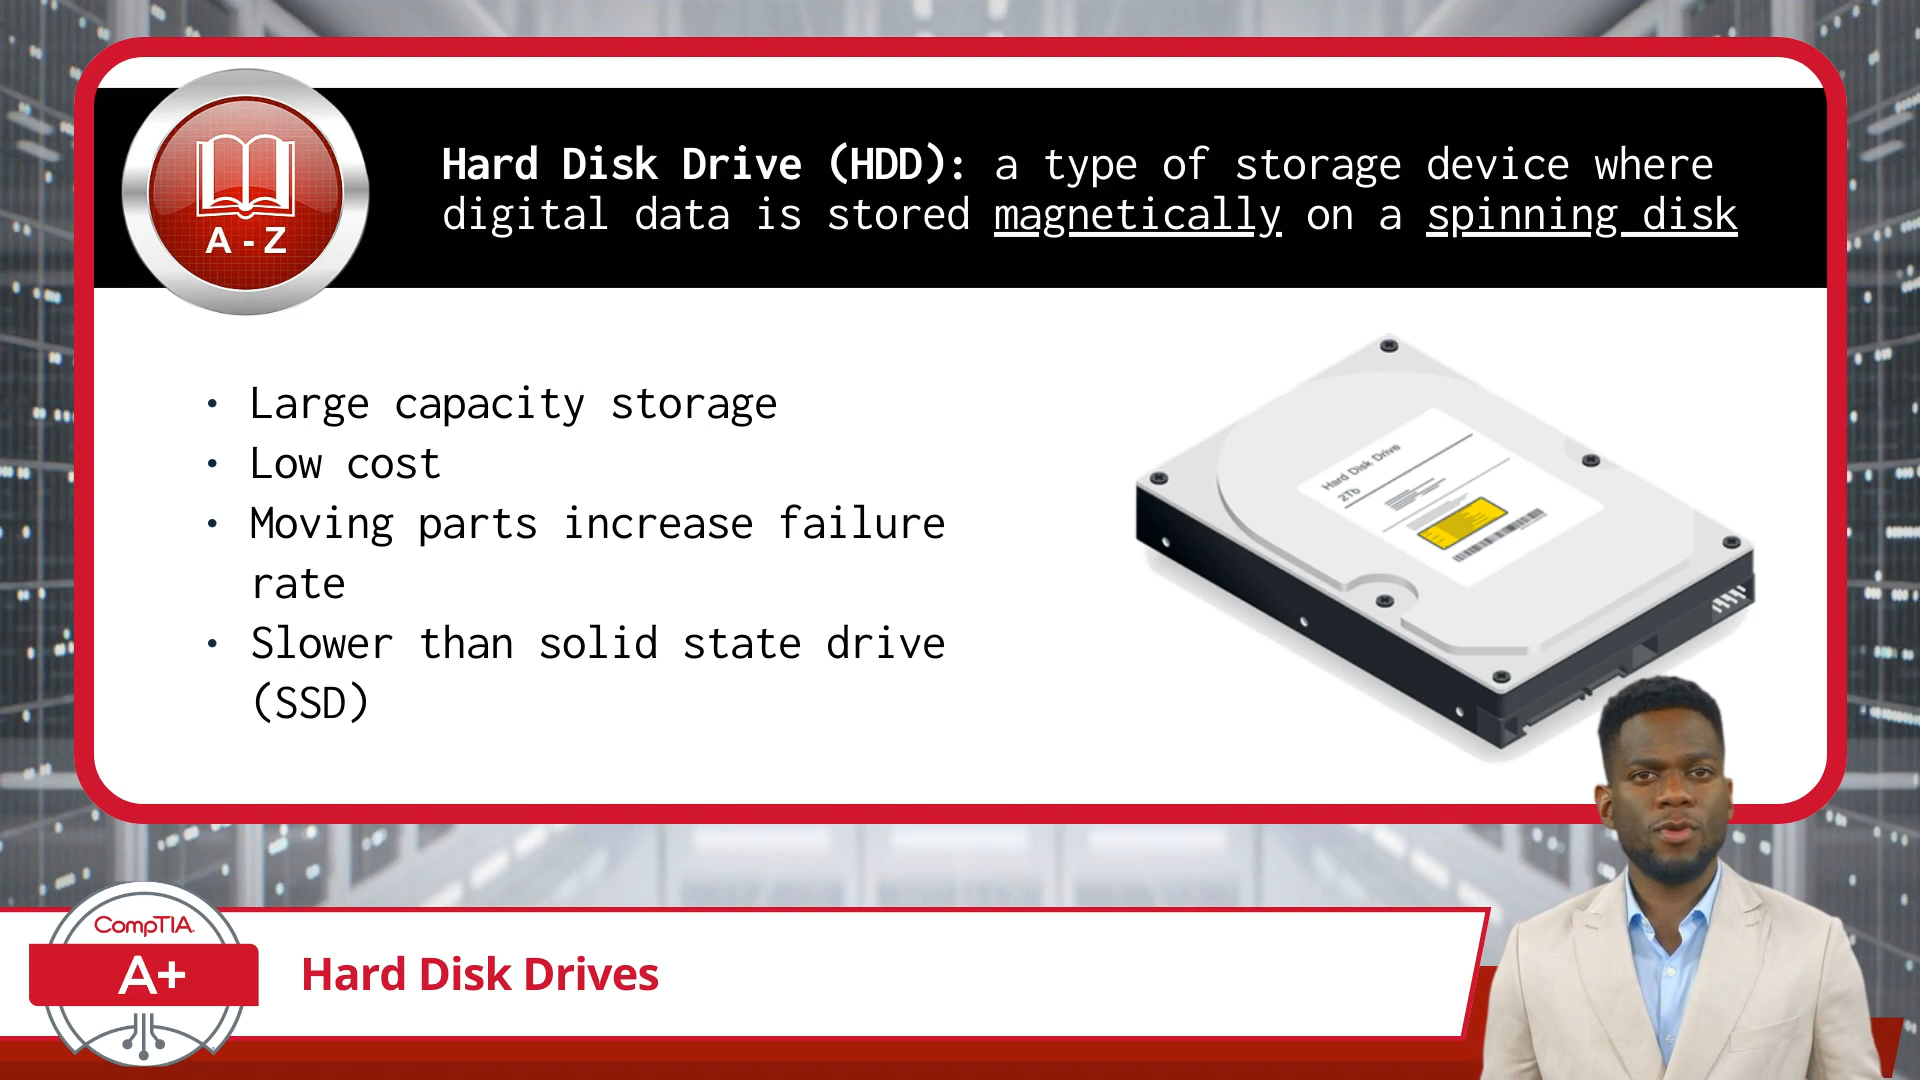 Hard Disk Drive (HDD): a type of storage device where
digital data is stored magnetically on a spinning disk
A-Z
• Large capacity storage
• Low cost
• Moving parts increase failure
rate
• Slower than solid state drive
(SSD)
Hard Disk Drive
2Tb
CompTIA.
A+
Hard Disk Drives